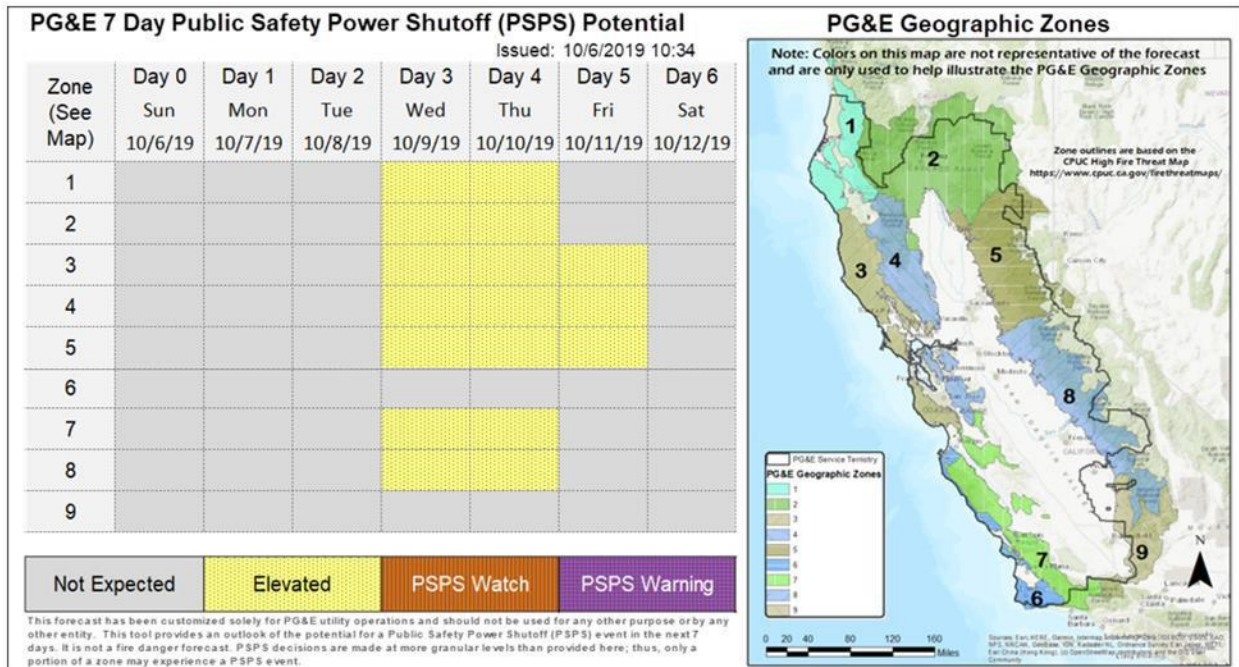 PG&E 7 Day Public Safety Power Shutoff (PSPS) Potential
Issued: 10/6/2019 10:34
Zone (See Map)
Day 0 Day 1 Day 2 Day 3 Day 4 Day 5 Day 6
Sun Mon Tue Wed Thu Fri Sat
10/6/19 10/7/19 10/8/19 10/9/19 10/10/19 10/11/19 10/12/19
1
2
3
4
5
6
7
8
9
Not Expected Elevated PSPS Watch PSPS Warning
This forecast has been customized solely for PG&E utility operations and should not be used for any other purpose or by any
other entity. This tool provides an outlook of the potential for a Public Safety Power Shutoff (PSPS) event in the next 7
days. It is not a fire danger forecast. PSPS decisions are made at more granular levels than provided here; thus, only a
portion of a zone may experience a PSPS event.
PG&E Geographic Zones
Note: Colors on this map are not representative of the forecast
and are only used to help illustrate the PG&E Geographic Zones
Zone outlines are based on the
CPUC High Fire Threat Map
https://www.cpuc.ca.gov/firethreatmaps/
1
2
3
4
5
8
7
9
6
Carson City
Sacramento
Vacaville
Stockton
Modesto
Fresno
PG&E Service Territory
PG&E Geographic Zones
1
2
3
4
5
6
7
8
9
N
0 20 40 80 120 160
Miles
Santa
Barbara
Palmdale
Community